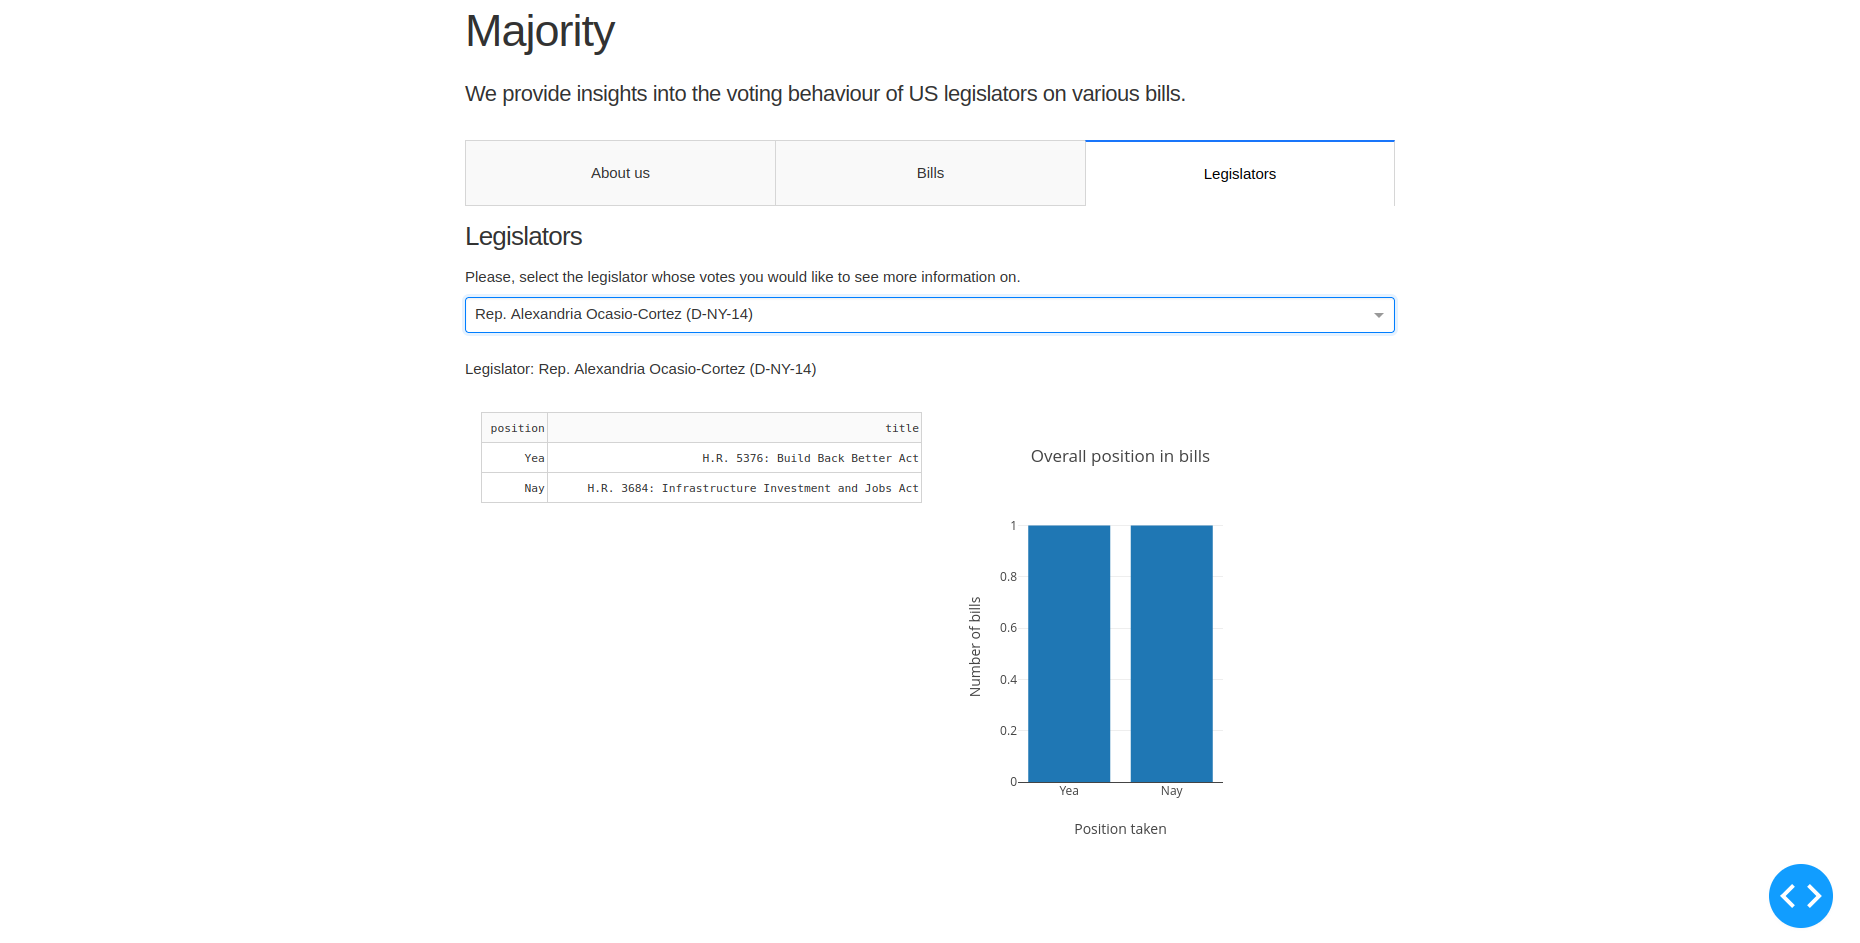 Majority
We provide insights into the voting behaviour of US legislators on various bills.
About us Bills Legislators
Legislators
Please, select the legislator whose votes you would like to see more information on.
Rep. Alexandria Ocasio-Cortez (D-NY-14)
Legislator: Rep. Alexandria Ocasio-Cortez (D-NY-14)
position title
Yea H.R. 5376: Build Back Better Act
Nay H.R. 3684: Infrastructure Investment and Jobs Act
Overall position in bills
Number of bills
1
0.8
0.6
0.4
0.2
0
Yea Nay
Position taken